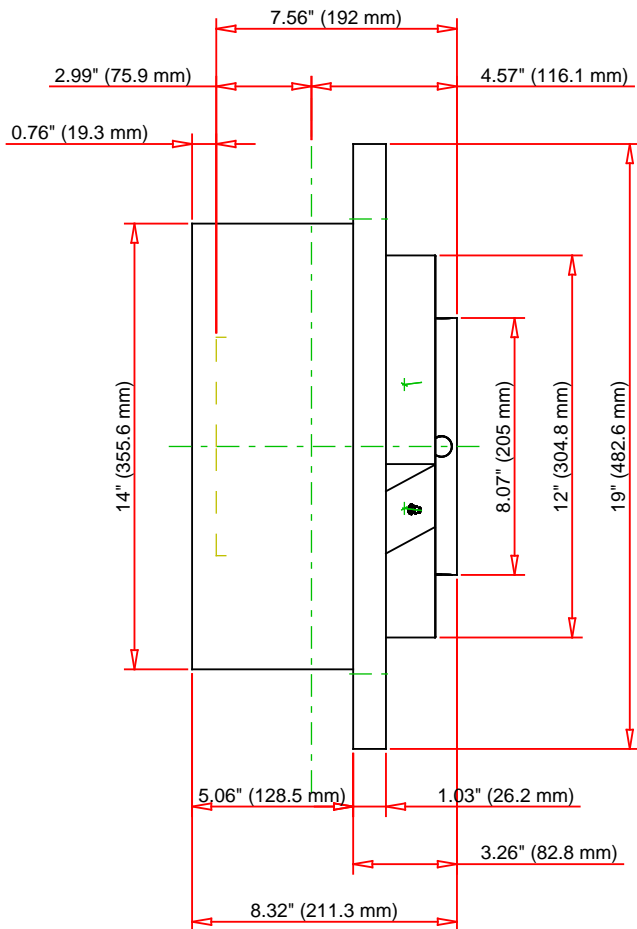 7.56" (192 mm)
2.99" (75.9 mm)
4.57" (116.1 mm)
0.76" (19.3 mm)
14" (355.6 mm)
8.07" (205 mm)
12" (304.8 mm)
19" (482.6 mm)
5.06" (128.5 mm)
1.03" (26.2 mm)
3.26" (82.8 mm)
8.32" (211.3 mm)